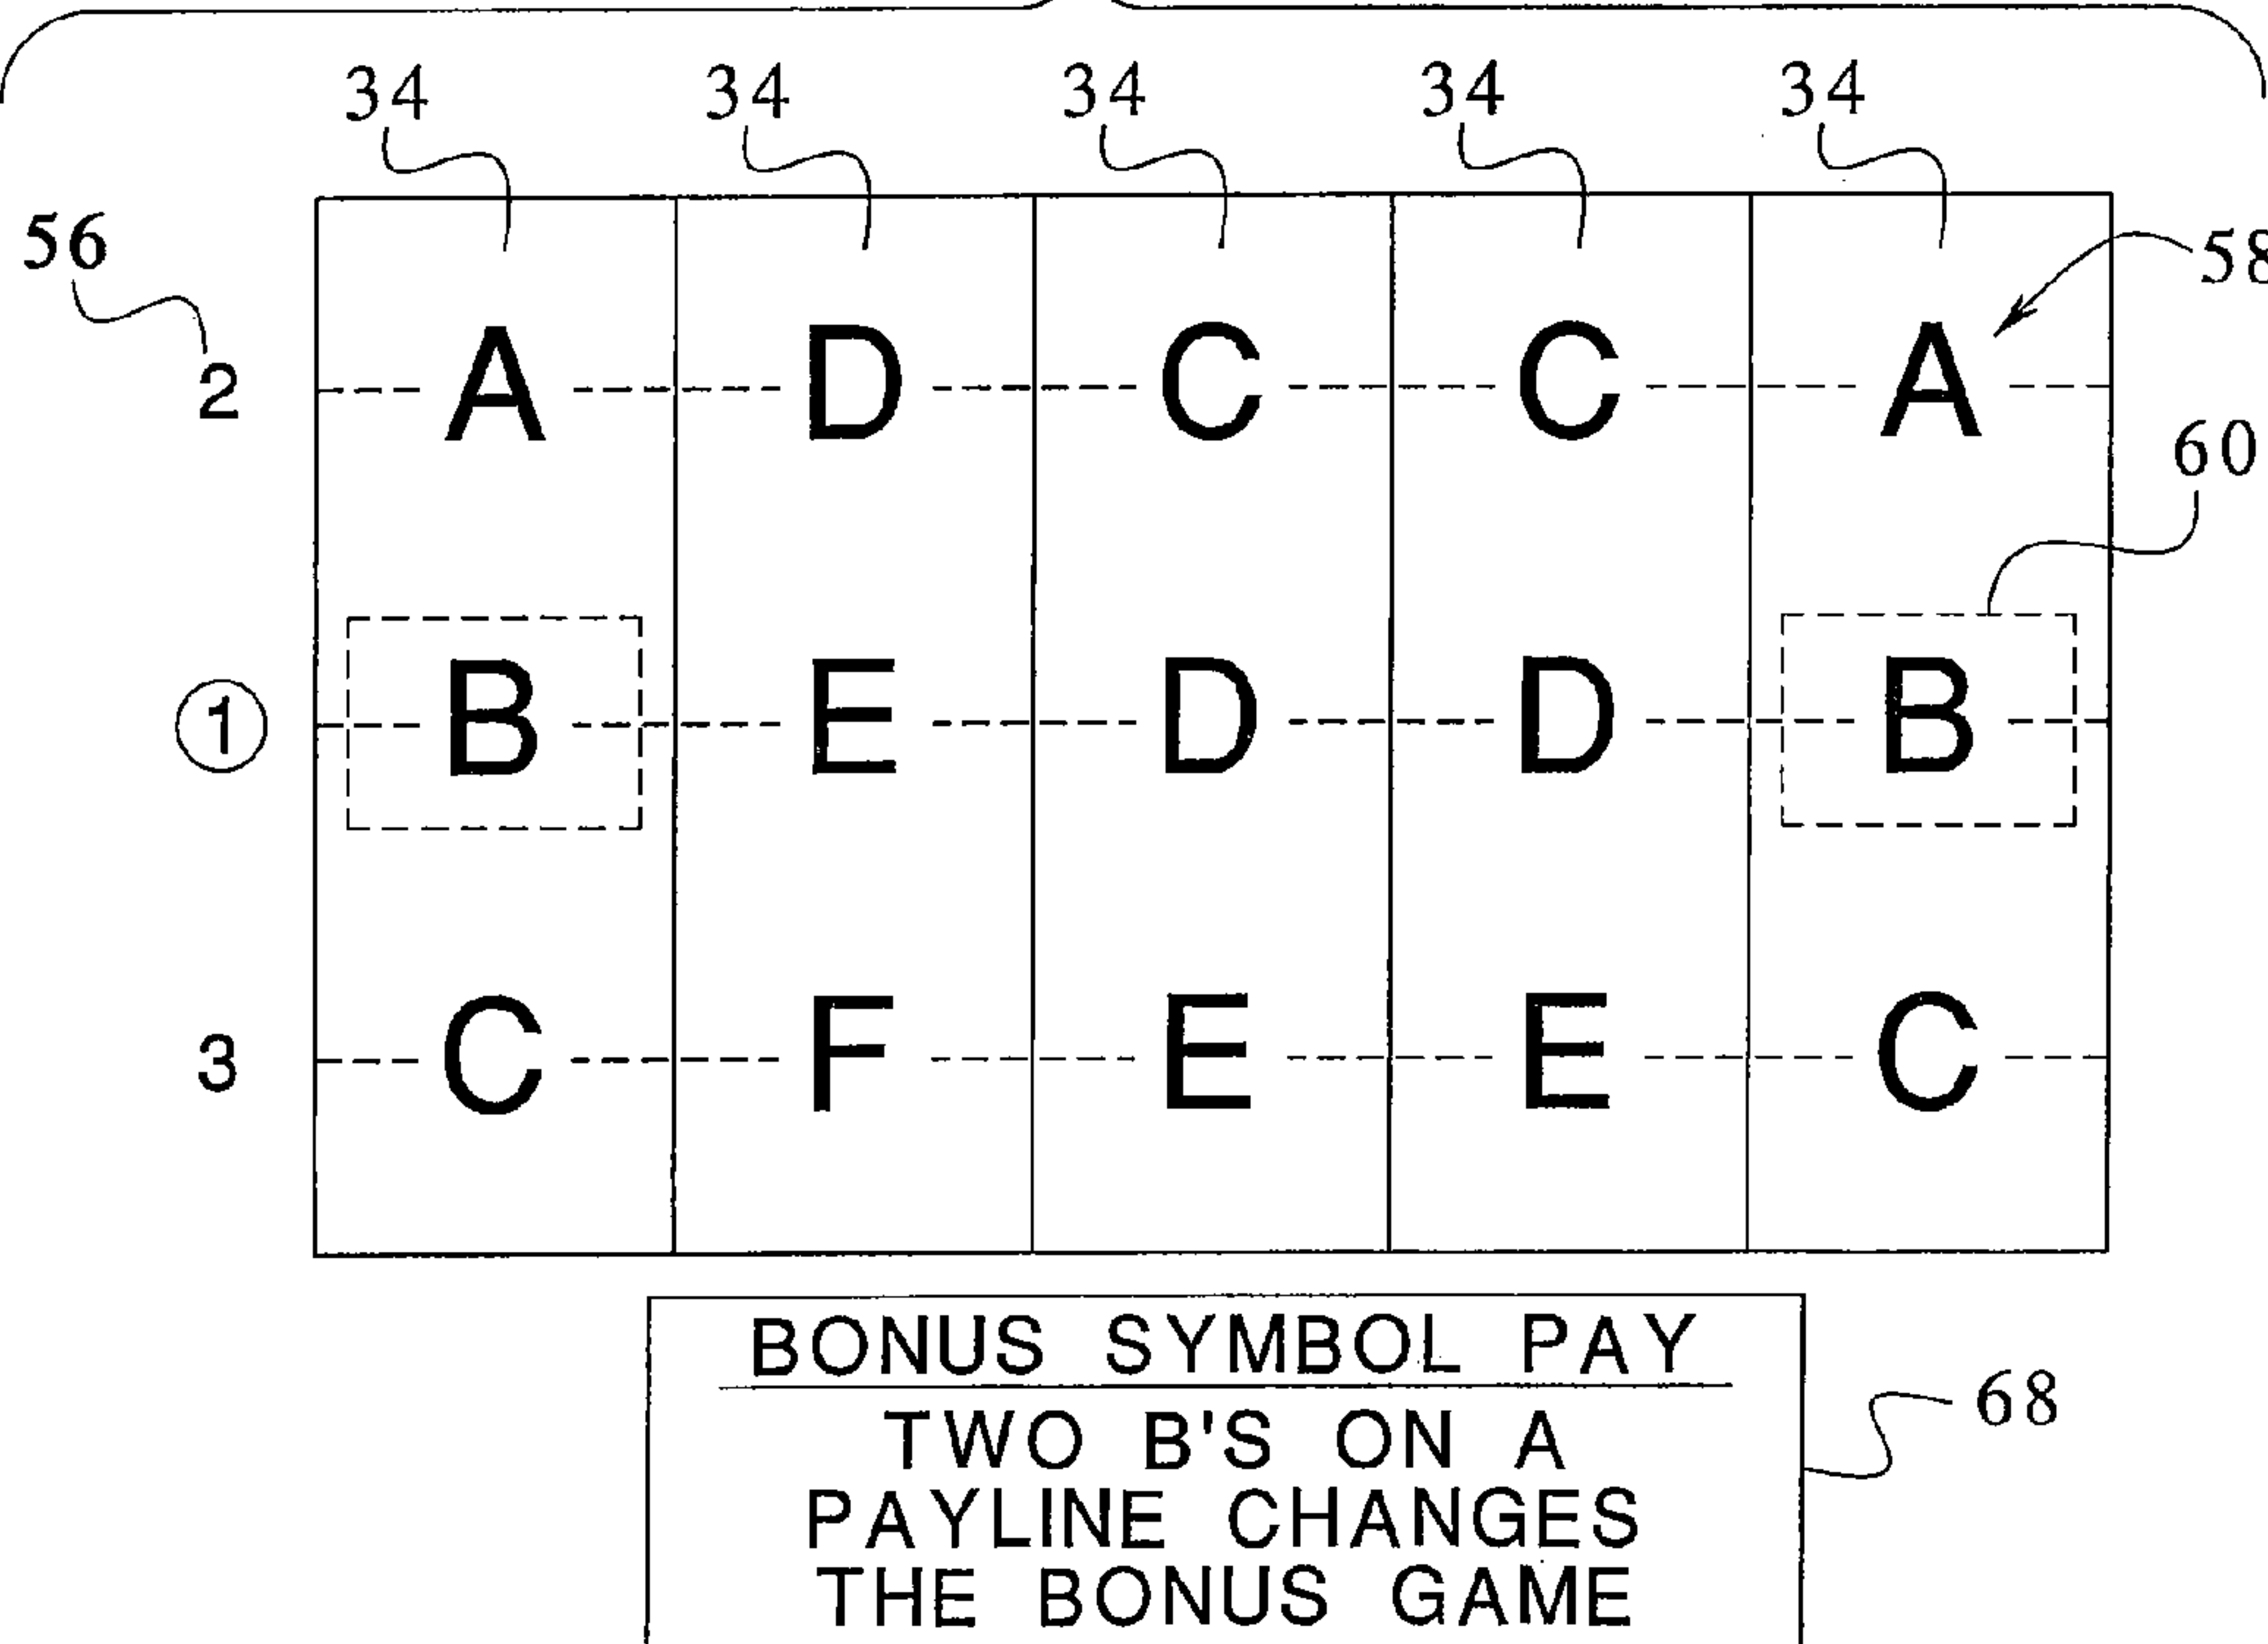 34 34 34 34 34
56
58
2 A D C C A
60
1 B E D D B
3 C F E E C
BONUS SYMBOL PAY
68
TWO B'S ON A
PAYLINE CHANGES
THE BONUS GAME